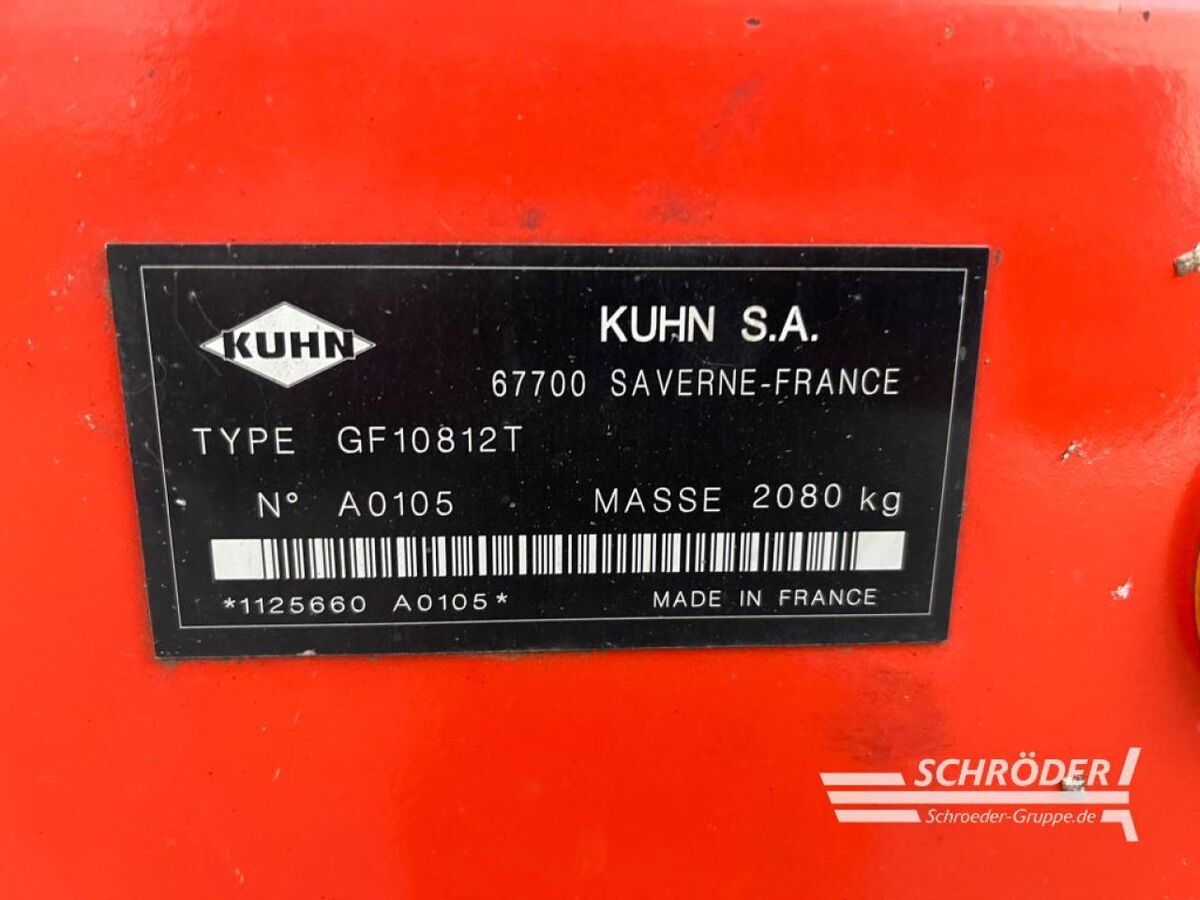 KUHN
KUHN S.A.
67700 SAVERNE-FRANCE
TYPE GF10812T
N° A0105 MASSE 2080 kg
*1125660 A0105* MADE IN FRANCE
SCHRÖDER
Schroeder-Gruppe.de